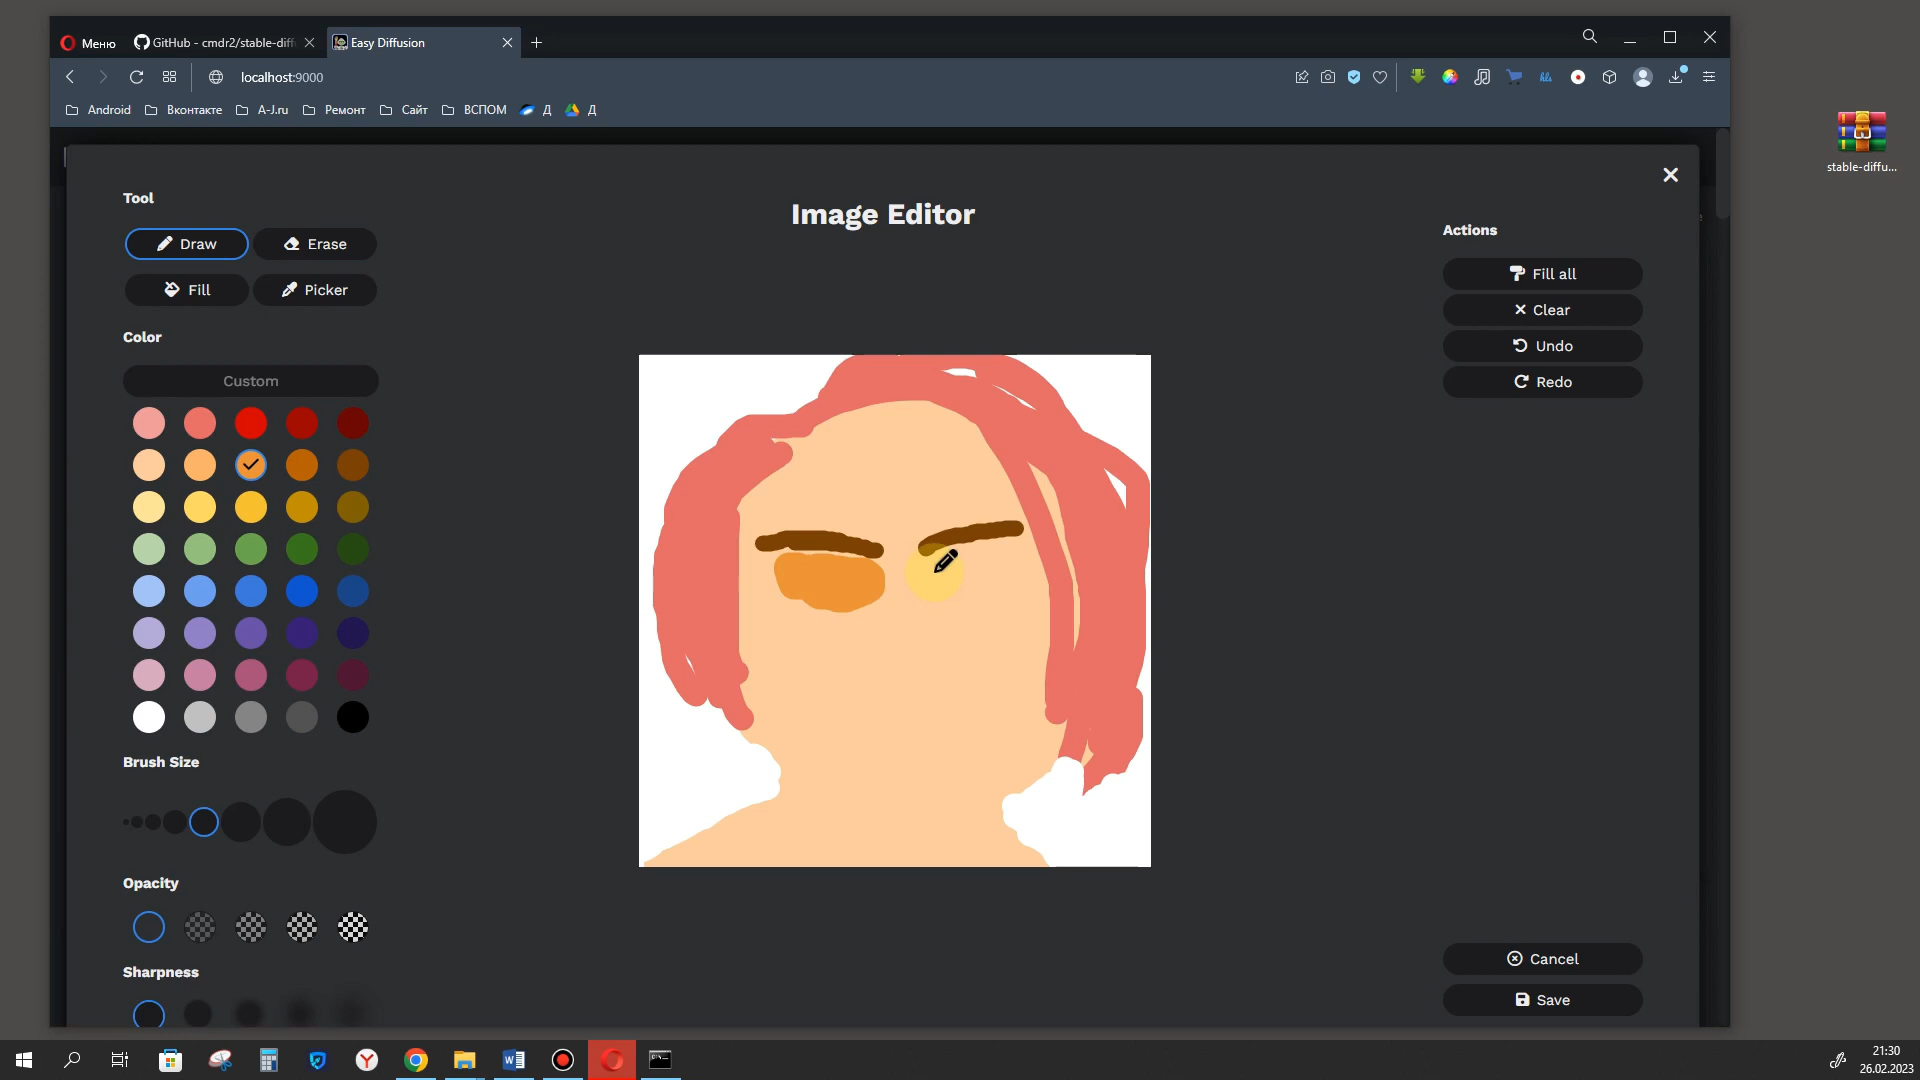 Меню
GitHub - cmdr2/stable-diff
Easy Diffusion
localhost:9000
Android
Вконтакте
A-J.ru
Ремонт
Сайт
ВСПОМ
Д
Д
stable-diffu...
Tool
Image Editor
Draw
Erase
Actions
Fill
Picker
Fill all
Clear
Color
Undo
Custom
Redo
Brush Size
Opacity
Cancel
Sharpness
Save
21:30
26.02.2023